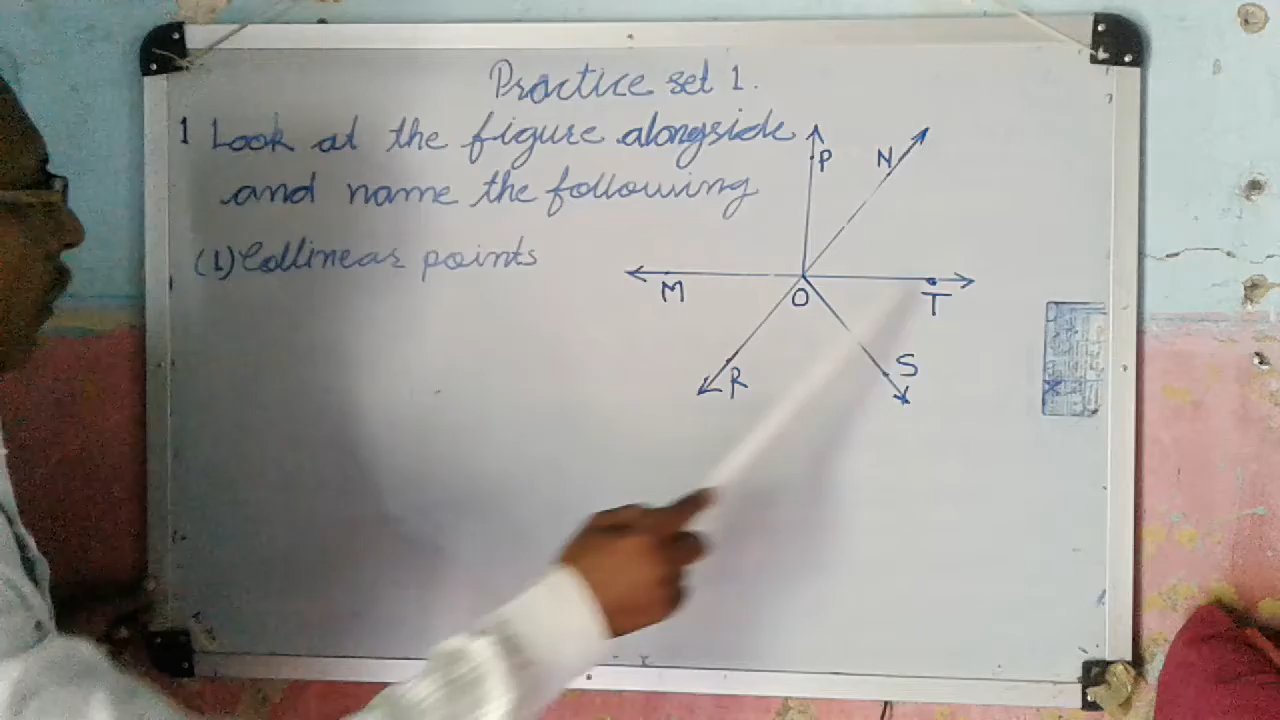 Practice set 1.
1 Look at the figure alongside
and name the following
(1) Collinear points
P
N
M
O
T
R
S